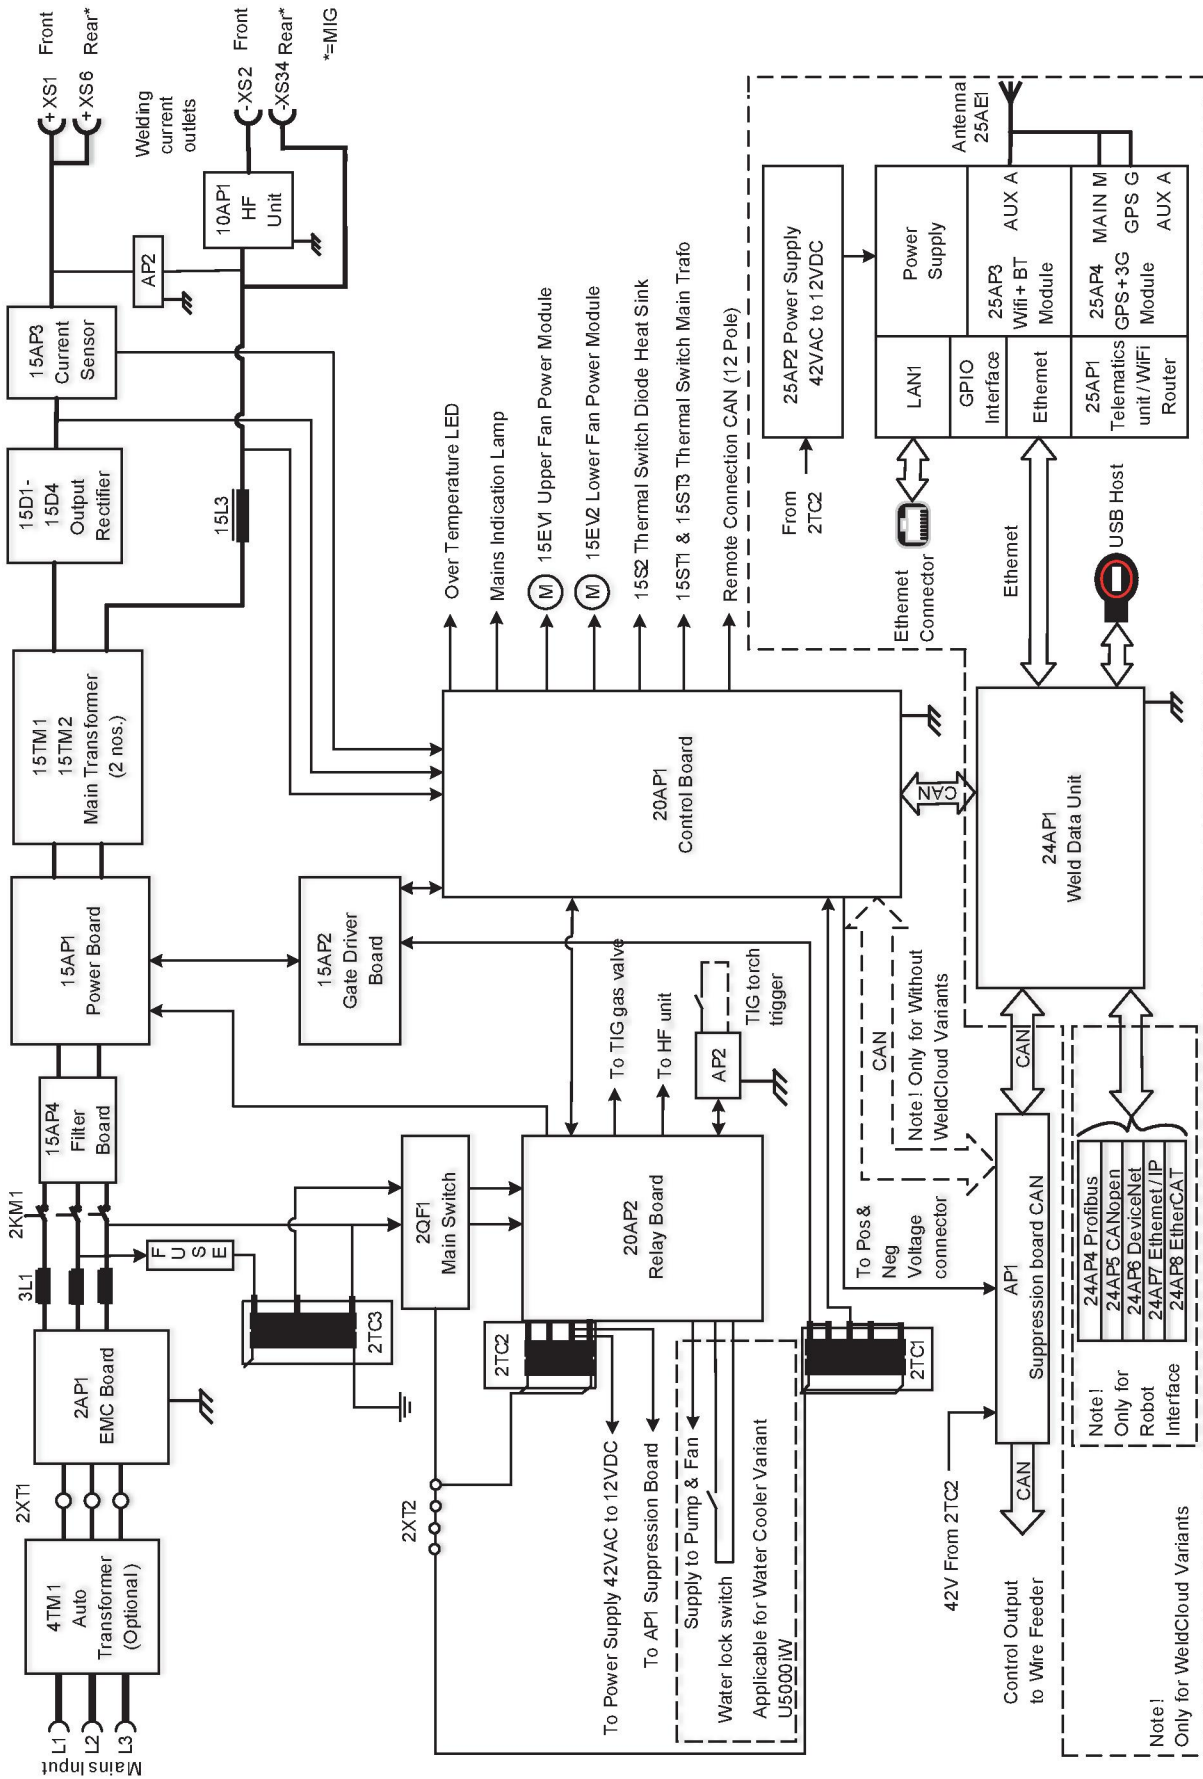 Mains Input
L1
L2
L3
4TM1
Auto
Transformer
(Optional)
2XT1
2AP1
EMC Board
3L1
2KM1
FUSE
2TC3
15AP4
Filter
Board
15AP1
Power Board
15TM1
15TM2
Main Transformer
(2 nos.)
15D1-
15D4
Output
Rectifier
15AP3
Current
Sensor
15L3
AP2
10AP1
HF
Unit
+XS1 Front
+XS6 Rear*
Welding
current
outlets
-XS2 Front
-XS34 Rear*
*=MIG
15AP2
Gate Driver
Board
2QF1
Main Switch
2XT2
2TC2
20AP2
Relay Board
To TIG gas valve
To HF unit
AP2
TIG torch
trigger
To Power Supply 42VAC to 12VDC
To AP1 Suppression Board
Supply to Pump & Fan
Water lock switch
Applicable for Water Cooler Variant
U5000iW
2TC1
20AP1
Control Board
Over Temperature LED
Mains Indication Lamp
M 15EV1 Upper Fan Power Module
M 15EV2 Lower Fan Power Module
15S2 Thermal Switch Diode Heat Sink
15ST1 & 15ST3 Thermal Switch Main Trafo
Remote Connection CAN (12 Pole)
To Pos &
Neg
Voltage
connector
CAN
Note! Only for Without
WeldCloud Variants
CAN
42V From 2TC2
AP1
Suppression board CAN
CAN
Control Output
to Wire Feeder
CAN
24AP1
Weld Data Unit
24AP4 Profibus
24AP5 CANopen
24AP6 DeviceNet
24AP7 Ethernet/IP
24AP8 EtherCAT
Note!
Only for
Robot
Interface
Note!
Only for WeldCloud Variants
Ethernet
USB Host
Ethernet
Connector
From
2TC2
25AP2 Power Supply
42VAC to 12VDC
LAN1
Power
Supply
GPIO
Interface
Ethernet
25AP3
Wifi + BT
Module
AUX A
25AP1
Telematics
unit / WiFi
Router
25AP4
GPS+3G
Module
MAIN M
GPS G
AUX A
Antenna
25AE1